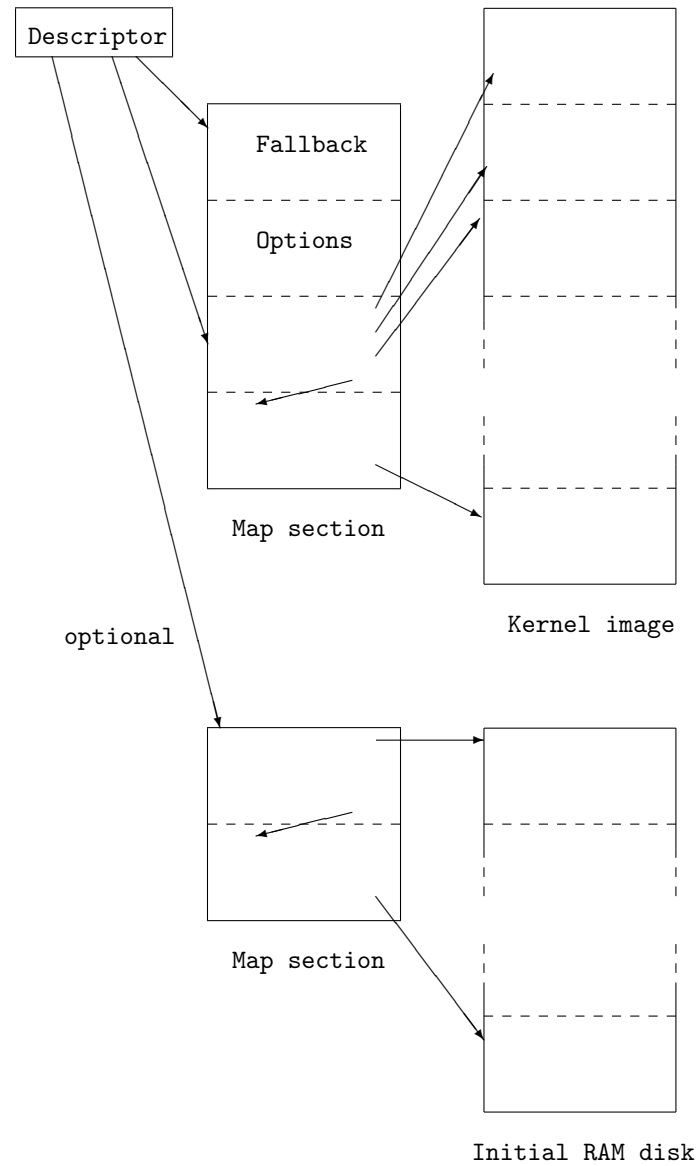 Descriptor
Fallback
Options
Map section
Kernel image
optional
Map section
Initial RAM disk